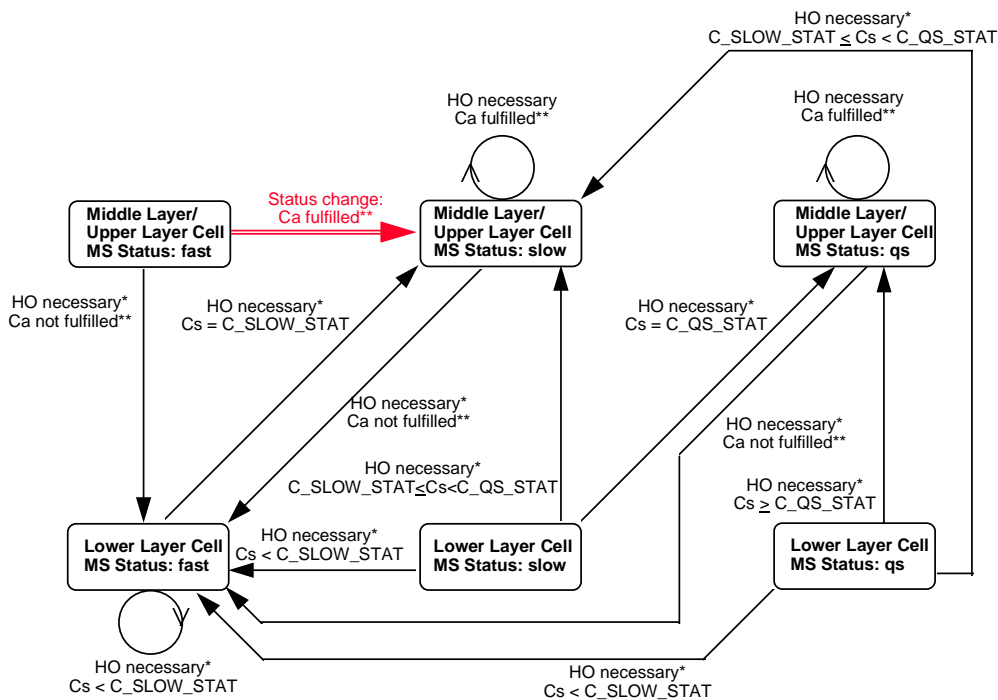 HO necessary*
C_SLOW_STAT ≤ Cs < C_QS_STAT
HO necessary
Ca fulfilled**
HO necessary
Ca fulfilled**
Status change:
Ca fulfilled**
Middle Layer/
Upper Layer Cell
MS Status: fast
Middle Layer/
Upper Layer Cell
MS Status: slow
Middle Layer/
Upper Layer Cell
MS Status: qs
HO necessary*
Ca not fulfilled**
HO necessary*
Cs = C_SLOW_STAT
HO necessary*
Cs = C_QS_STAT
HO necessary*
Ca not fulfilled**
HO necessary*
Ca not fulfilled**
HO necessary*
C_SLOW_STAT≤Cs<C_QS_STAT
HO necessary*
Cs ≥ C_QS_STAT
Lower Layer Cell
MS Status: fast
HO necessary*
Cs < C_SLOW_STAT
Lower Layer Cell
MS Status: slow
Lower Layer Cell
MS Status: qs
HO necessary*
Cs < C_SLOW_STAT
HO necessary*
Cs < C_SLOW_STAT